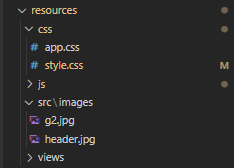 resources
css
# app.css
# style.css M
js
src\images
g2.jpg
header.jpg
views